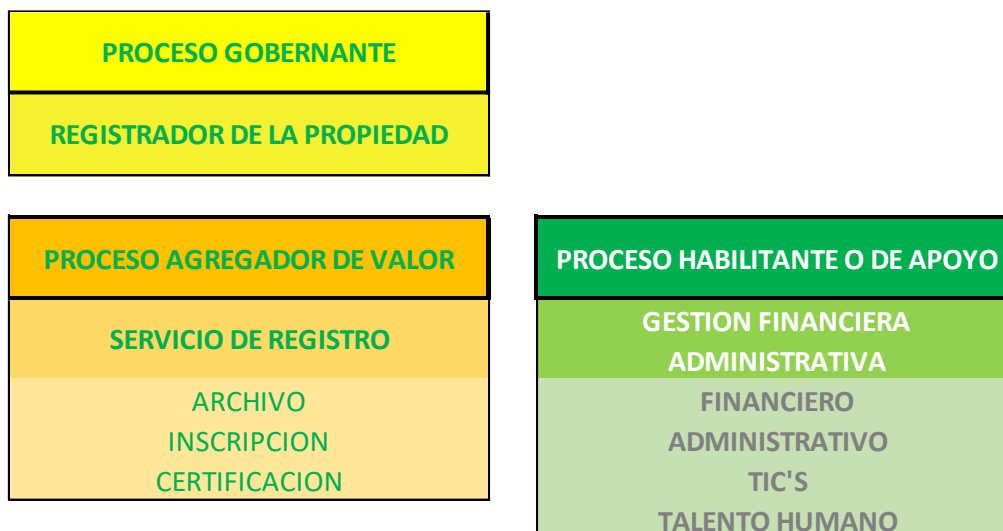 PROCESO GOBERNANTE
REGISTRADOR DE LA PROPIEDAD
PROCESO AGREGADOR DE VALOR
SERVICIO DE REGISTRO
ARCHIVO
INSCRIPCION
CERTIFICACION
PROCESO HABILITANTE O DE APOYO
GESTION FINANCIERA
ADMINISTRATIVA
FINANCIERO
ADMINISTRATIVO
TIC'S
TALENTO HUMANO